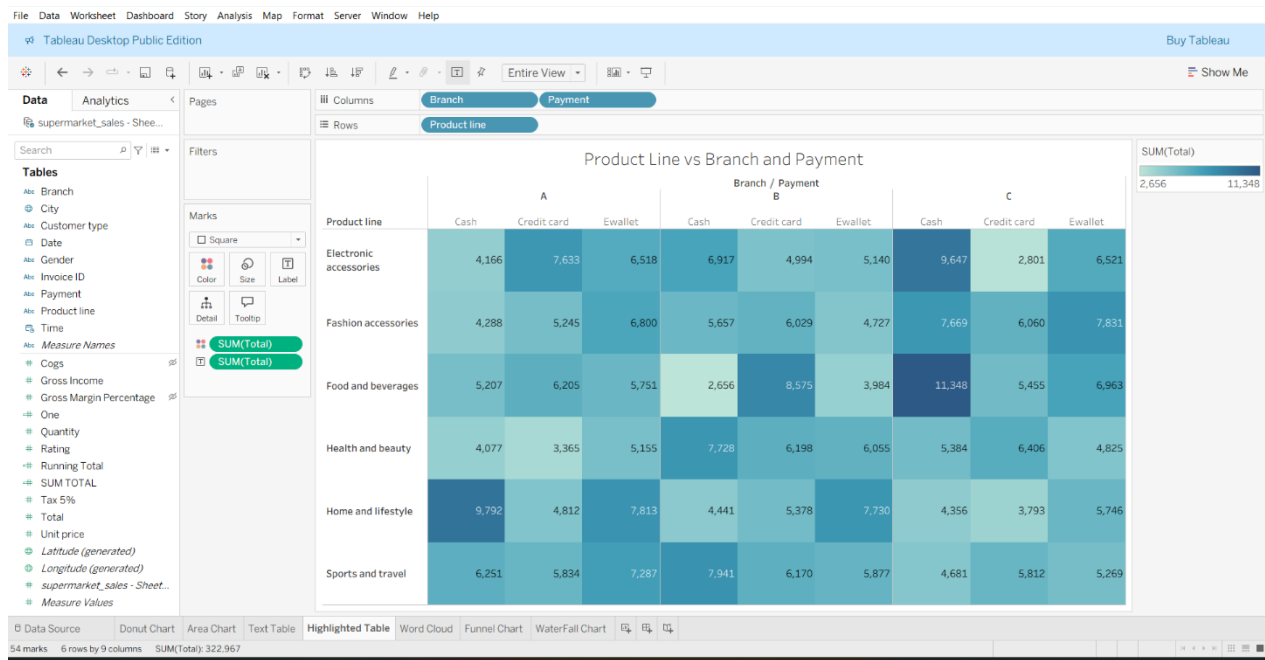 File Data Worksheet Dashboard Story Analysis Map Format Server Window Help
Tableau Desktop Public Edition Buy Tableau
Entire View Show Me
Data Analytics
supermarket_sales - Shee...
Search
Tables
Abc Branch
City
Abc Customer type
Date
Abc Gender
Abc Invoice ID
Abc Payment
Abc Product line
Time
Abc Measure Names
# Cogs
# Gross Income
# Gross Margin Percentage
=# One
# Quantity
# Rating
=# Running Total
=# SUM TOTAL
# Tax 5%
# Total
# Unit price
Latitude (generated)
Longitude (generated)
# supermarket_sales - Sheet...
# Measure Values
Pages
Filters
Marks
Square
Color Size Label
Detail Tooltip
SUM(Total)
SUM(Total)
Columns Branch Payment
Rows Product line
Product Line vs Branch and Payment
Branch / Payment
A B C
Product line Cash Credit card Ewallet Cash Credit card Ewallet Cash Credit card Ewallet
Electronic accessories 4,166 7,633 6,518 6,917 4,994 5,140 9,647 2,801 6,521
Fashion accessories 4,288 5,245 6,800 5,657 6,029 4,727 7,669 6,060 7,831
Food and beverages 5,207 6,205 5,751 2,656 8,575 3,984 11,348 5,455 6,963
Health and beauty 4,077 3,365 5,155 7,728 6,198 6,055 5,384 6,406 4,825
Home and lifestyle 9,792 4,812 7,813 4,441 5,378 7,730 4,356 3,793 5,746
Sports and travel 6,251 5,834 7,287 7,941 6,170 5,877 4,681 5,812 5,269
SUM(Total)
2,656 11,348
Data Source Donut Chart Area Chart Text Table Highlighted Table Word Cloud Funnel Chart WaterFall Chart
54 marks 6 rows by 9 columns SUM(Total): 322,967